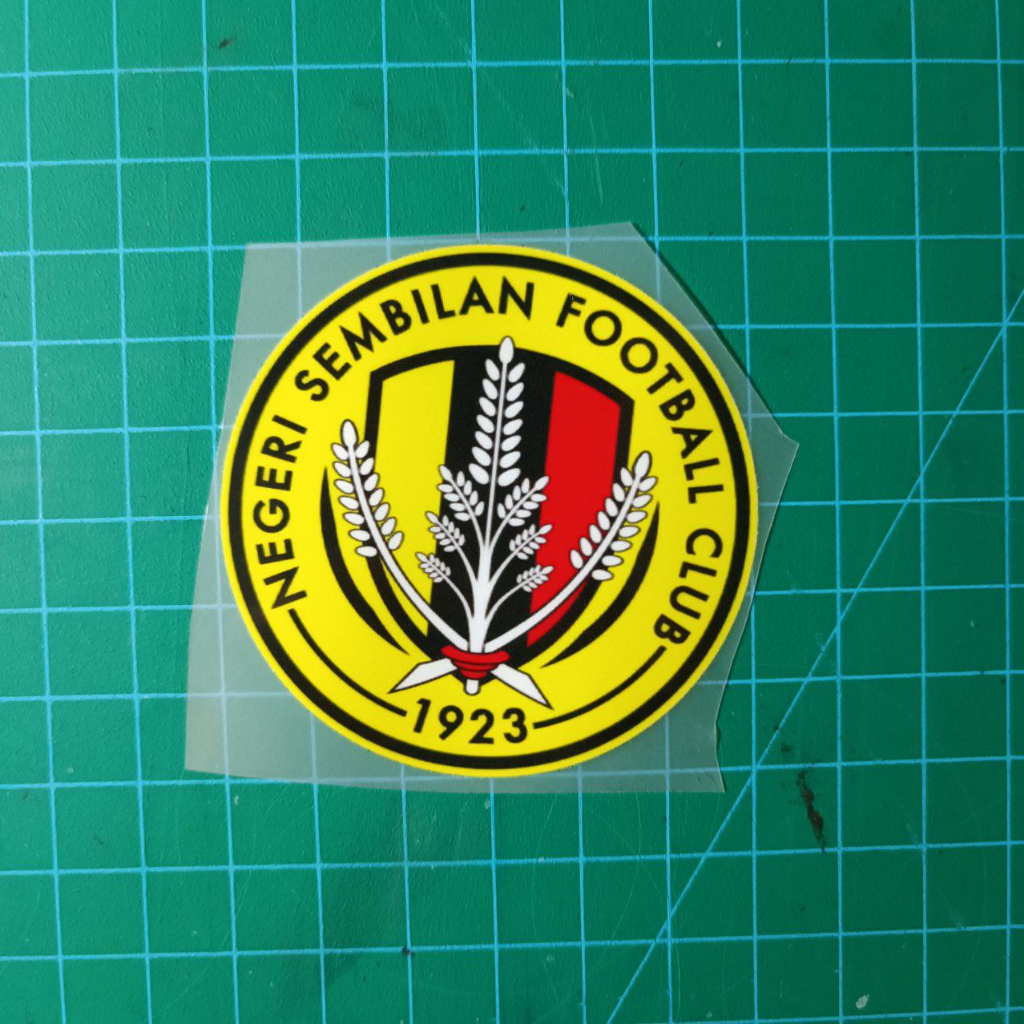 NEGERI SEMBILAN FOOTBALL CLUB
1923